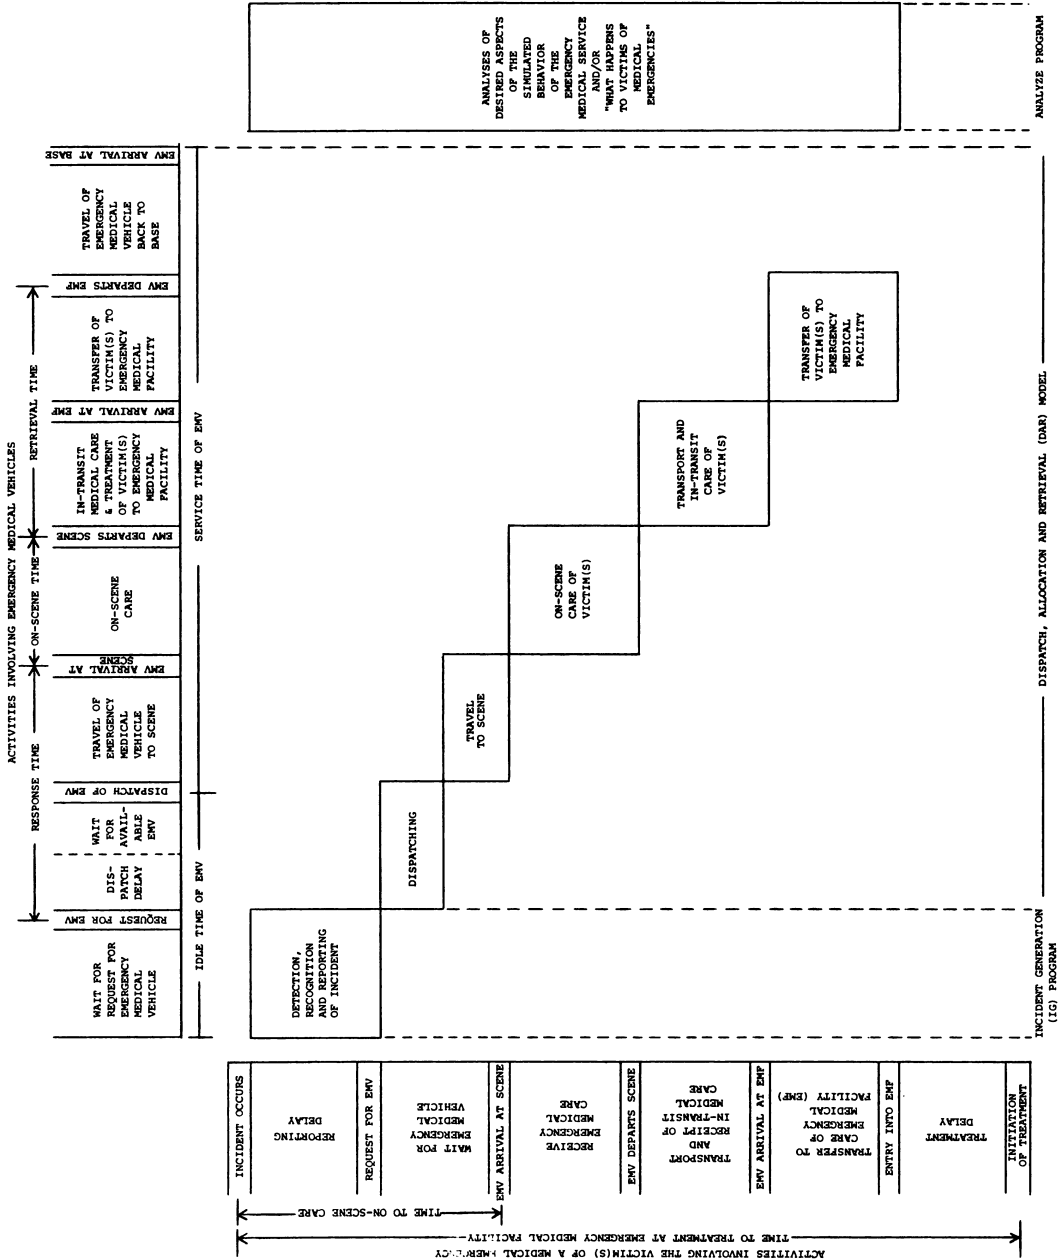 ACTIVITIES INVOLVING EMERGENCY MEDICAL VEHICLES
RESPONSE TIME
ON-SCENE TIME
RETRIEVAL TIME
WAIT FOR
REQUEST FOR
EMERGENCY
MEDICAL
VEHICLE
REQUEST FOR EMV
DIS-
PATCH
DELAY
WAIT
FOR
AVAIL-
ABLE
EMV
DISPATCH OF EMV
TRAVEL OF
EMERGENCY
MEDICAL
VEHICLE
TO SCENE
EMV ARRIVAL AT
SCENE
ON-SCENE
CARE
EMV DEPARTS SCENE
IN-TRANSIT
MEDICAL CARE
& TREATMENT
OF VICTIM(S)
TO EMERGENCY
MEDICAL
FACILITY
EMV ARRIVAL AT EMF
TRANSFER OF
VICTIM(S) TO
EMERGENCY
MEDICAL
FACILITY
EMV DEPARTS EMF
TRAVEL OF
EMERGENCY
MEDICAL
VEHICLE
BACK TO
BASE
EMV ARRIVAL AT BASE
IDLE TIME OF EMV
SERVICE TIME OF EMV
ACTIVITIES INVOLVING THE VICTIM(S) OF A MEDICAL EMERGENCY
TIME TO TREATMENT AT EMERGENCY MEDICAL FACILITY
TIME TO ON-SCENE CARE
INCIDENT OCCURS
REPORTING
DELAY
REQUEST FOR EMV
WAIT FOR
EMERGENCY
MEDICAL
VEHICLE
EMV ARRIVAL AT SCENE
RECEIVE
EMERGENCY
MEDICAL
CARE
EMV DEPARTS SCENE
TRANSPORT
AND
RECEIPT OF
IN-TRANSIT
MEDICAL
CARE
EMV ARRIVAL AT EMF
TRANSFER TO
CARE OF
EMERGENCY
MEDICAL
FACILITY (EMF)
ENTRY INTO EMF
TREATMENT
DELAY
INITIATION
OF TREATMENT
DETECTION,
RECOGNITION
AND REPORTING
OF INCIDENT
DISPATCHING
TRAVEL
TO SCENE
ON-SCENE
CARE OF
VICTIM(S)
TRANSPORT AND
IN-TRANSIT
CARE OF
VICTIM(S)
TRANSFER OF
VICTIM(S) TO
EMERGENCY
MEDICAL
FACILITY
ANALYSES OF
DESIRED ASPECTS
OF THE
SIMULATED
BEHAVIOR
OF THE
EMERGENCY
MEDICAL SERVICE
AND/OR
"WHAT HAPPENS
TO VICTIMS OF
MEDICAL
EMERGENCIES"
INCIDENT GENERATION
(IG) PROGRAM
DISPATCH, ALLOCATION AND RETRIEVAL (DAR) MODEL
ANALYZE PROGRAM